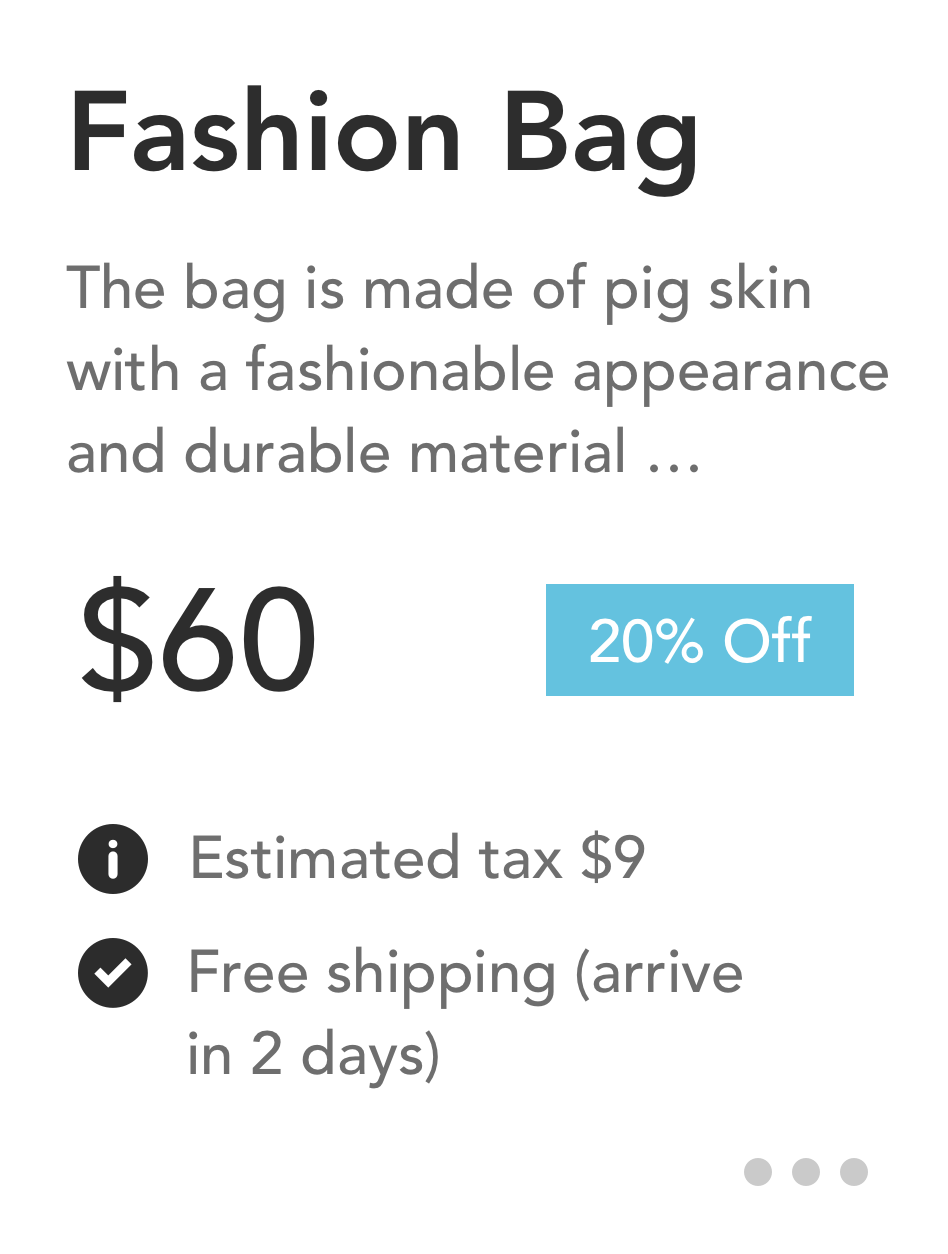 Fashion Bag
The bag is made of pig skin
with a fashionable appearance
and durable material ...
$60
20% Off
Estimated tax $9
Free shipping (arrive
in 2 days)